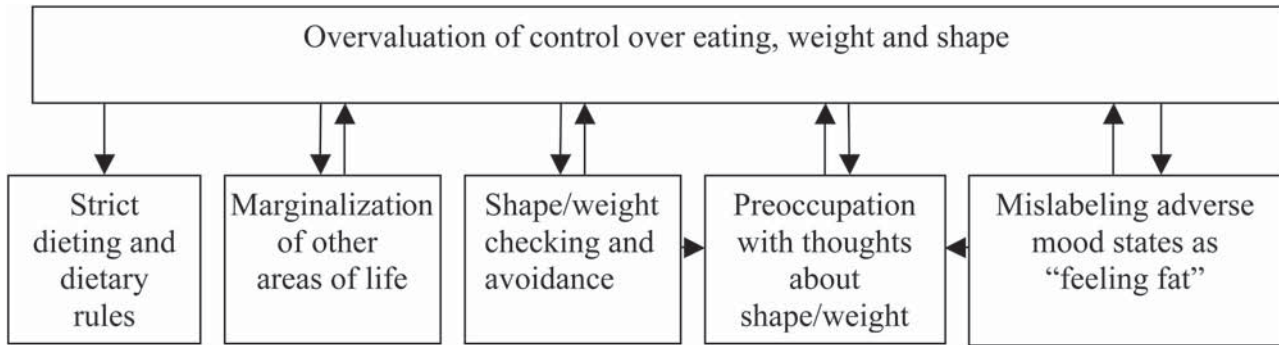 Overvaluation of control over eating, weight and shape
Strict
dieting and
dietary
rules
Marginalization
of other
areas of life
Shape/weight
checking and
avoidance
Preoccupation
with thoughts
about
shape/weight
Mislabeling adverse
mood states as
“feeling fat”